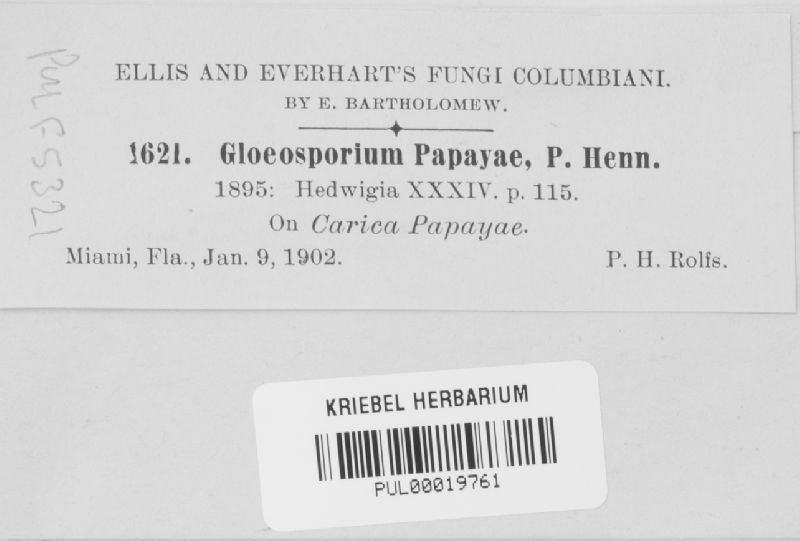 Pul F5321
ELLIS AND EVERHART'S FUNGI COLUMBIANI.
BY E. BARTHOLOMEW.
1621. Gloeosporium Papayae, P. Henn.
1895: Hedwigia XXXIV. p. 115.
On Carica Papayae.
Miami, Fla., Jan. 9, 1902. P. H. Rolfs.
KRIEBEL HERBARIUM
PUL00019761